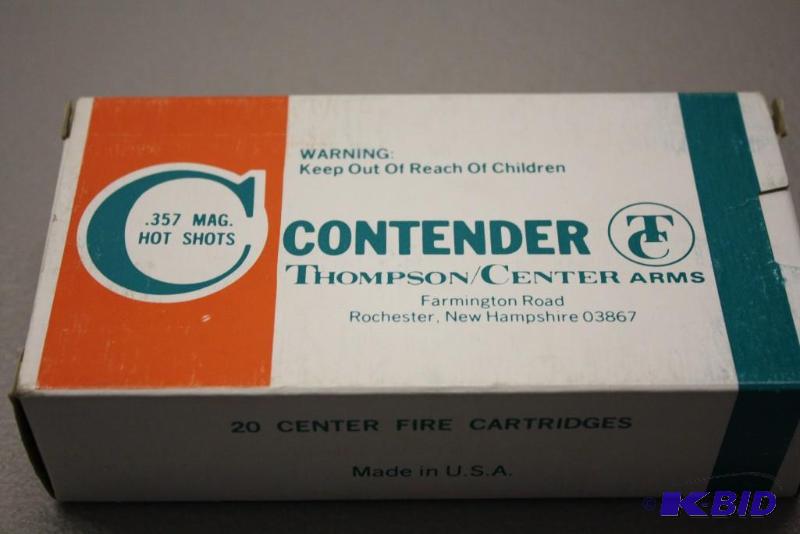 WARNING:
Keep Out Of Reach Of Children
C
.357 MAG.
HOT SHOTS
CONTENDER
TC
THOMPSON/CENTER ARMS
Farmington Road
Rochester, New Hampshire 03867
20 CENTER FIRE CARTRIDGES
Made in U.S.A.
© K-BID